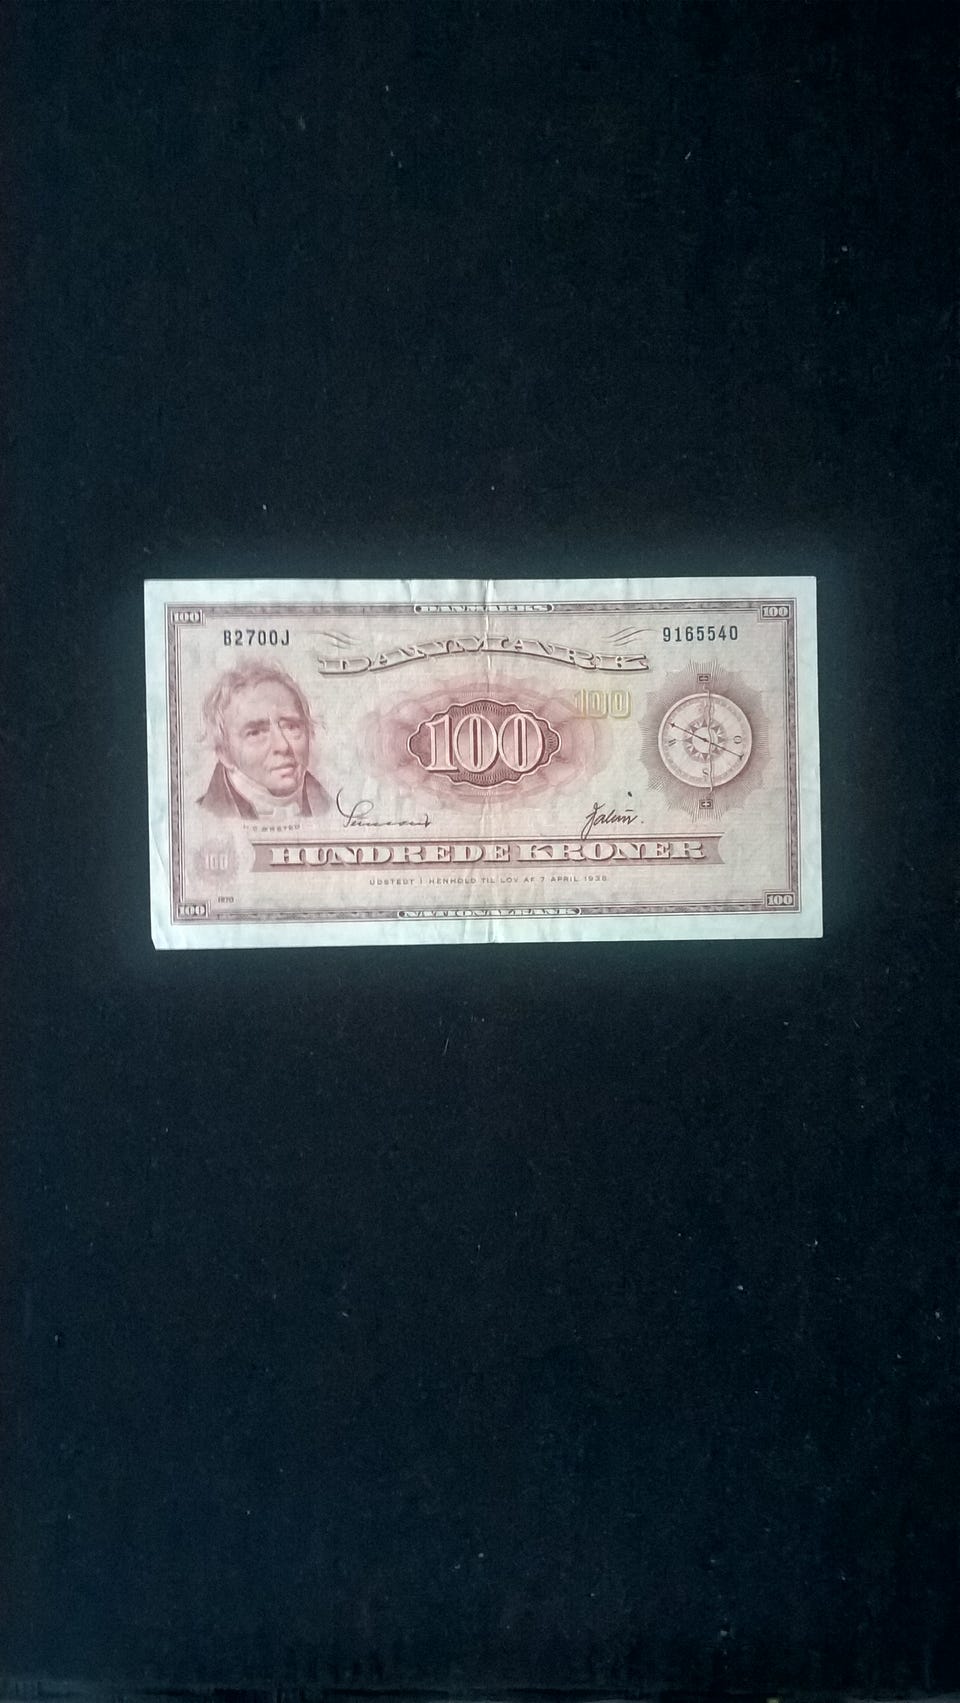 100 DANMARKS 100
B2700J 9165540
DANMARK
100
100
S
O
H.C.ØRSTED
100
HUNDREDE KRONER
UDSTEDT I HENHOLD TIL LOV AF 7 APRIL 1936
1970
100 NATIONALBANK 100